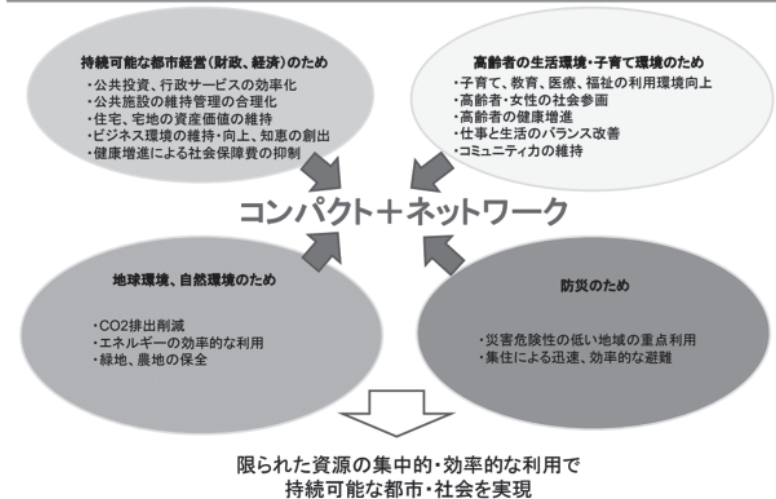 持続可能な都市経営(財政、経済)のため
・公共投資、行政サービスの効率化
・公共施設の維持管理の合理化
・住宅、宅地の資産価値の維持
・ビジネス環境の維持・向上、知恵の創出
・健康増進による社会保障費の抑制
高齢者の生活環境・子育て環境のため
・子育て、教育、医療、福祉の利用環境向上
・高齢者・女性の社会参画
・高齢者の健康増進
・仕事と生活のバランス改善
・コミュニティ力の維持
コンパクト＋ネットワーク
地球環境、自然環境のため
・CO2排出削減
・エネルギーの効率的な利用
・緑地、農地の保全
防災のため
・災害危険性の低い地域の重点利用
・集住による迅速、効率的な避難
限られた資源の集中的・効率的な利用で
持続可能な都市・社会を実現